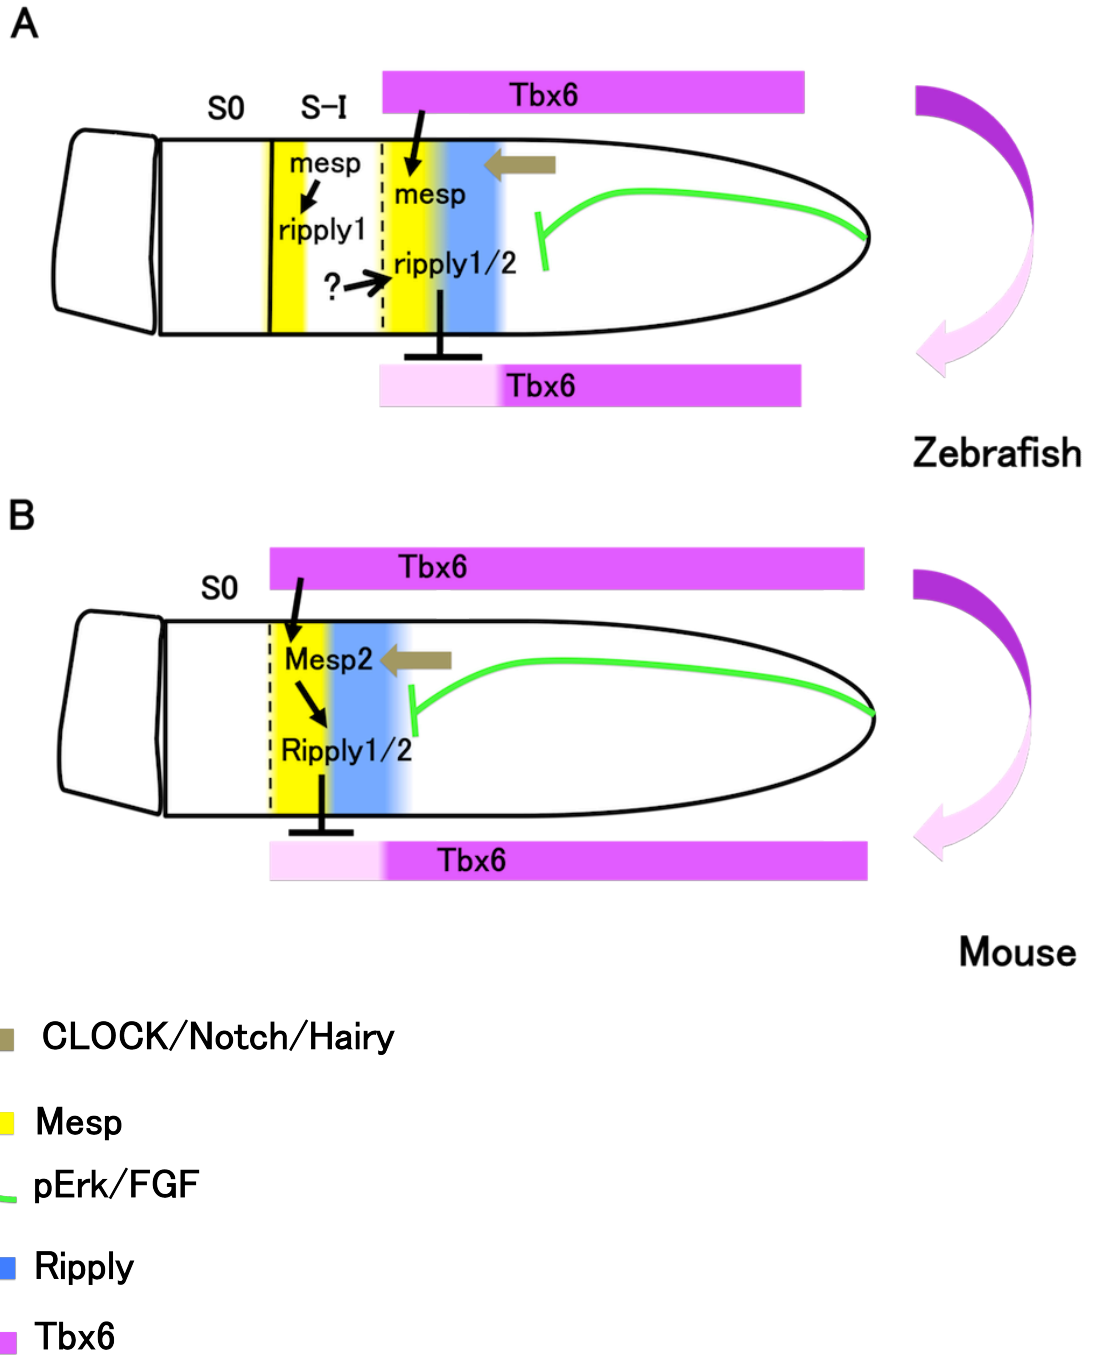 A
Tbx6
S0
S-I
mesp
mesp
ripply1
ripply1/2
?
Tbx6
Zebrafish
B
Tbx6
S0
Mesp2
Ripply1/2
Tbx6
Mouse
CLOCK/Notch/Hairy
Mesp
pErk/FGF
Ripply
Tbx6